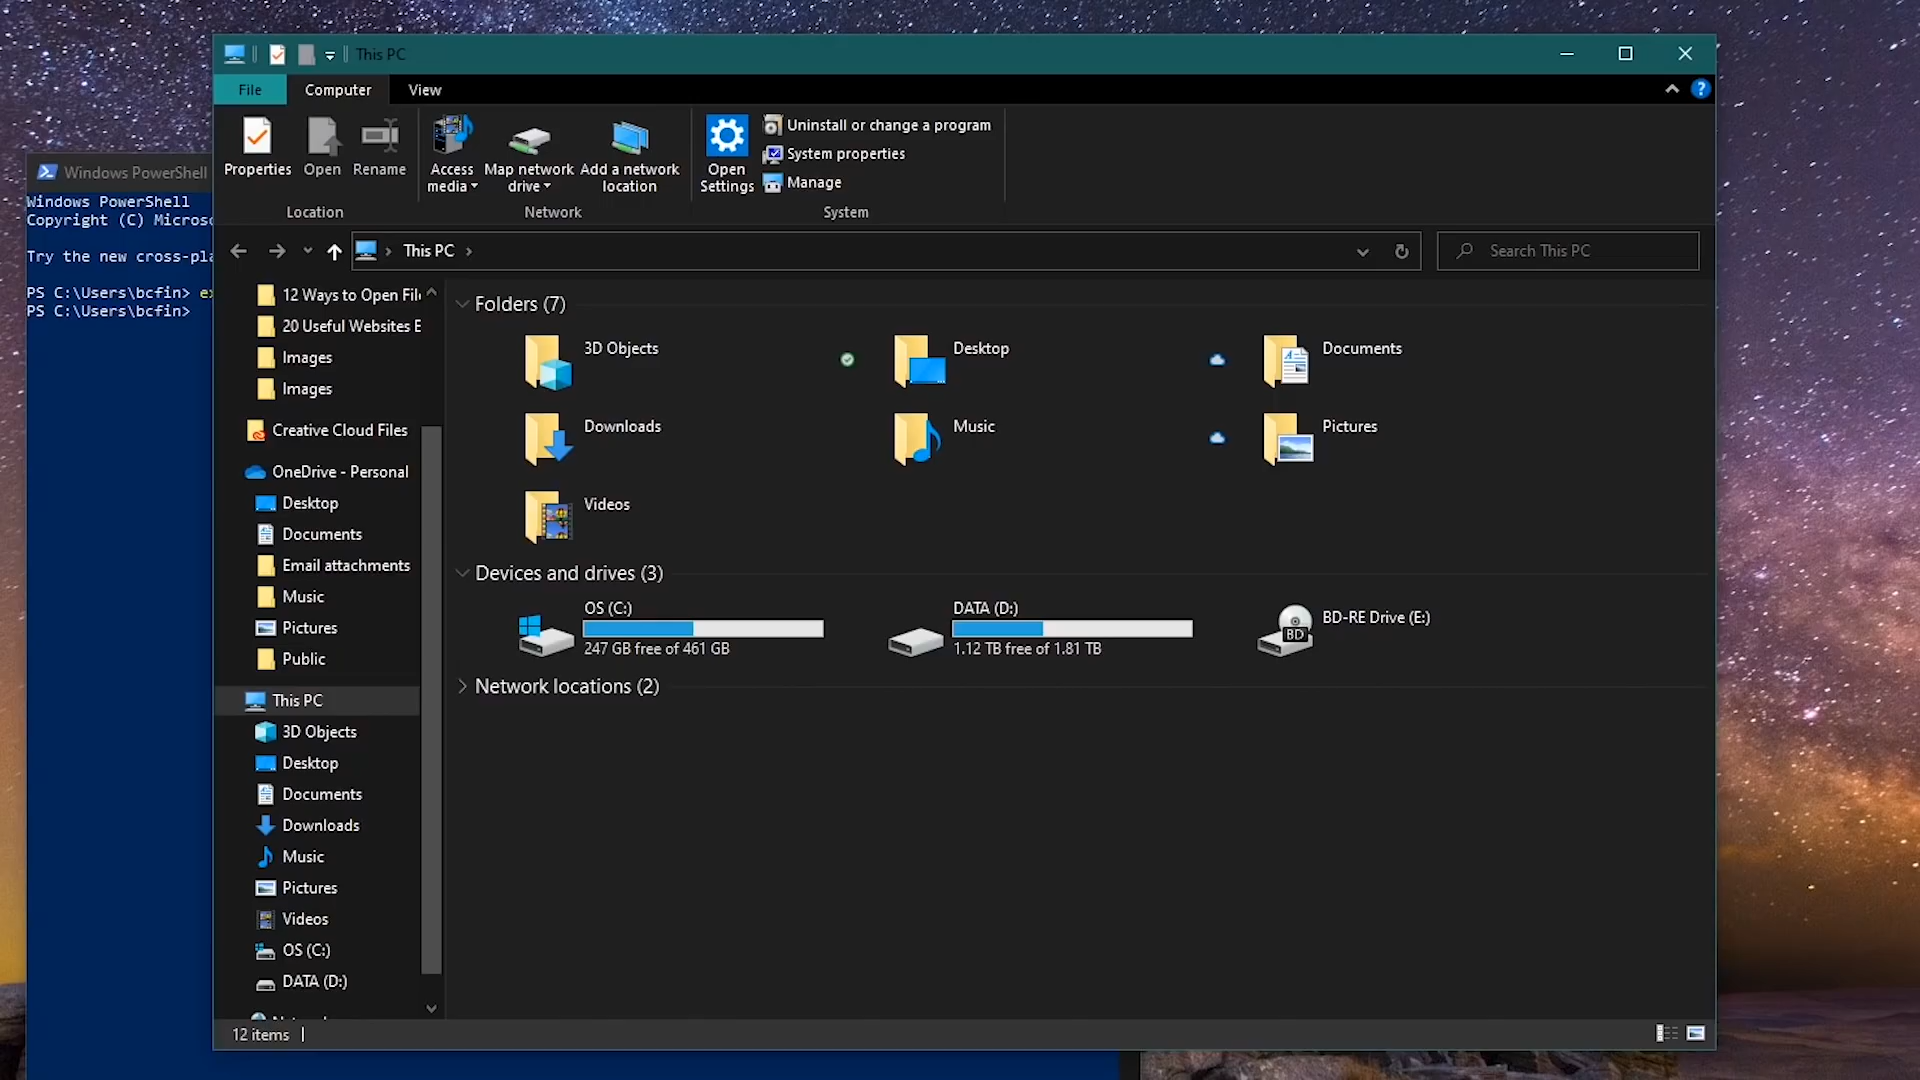 This PC
File
Computer
View
?
Properties
Open
Rename
Access media
Map network drive
Add a network location
Open Settings
Uninstall or change a program
System properties
Manage
Location
Network
System
This PC
Search This PC
Windows PowerShell
Windows PowerShell
Copyright (C)
Try the new
PS C:\Users\bcfin>
PS C:\Users\bcfin>
12 Ways to Open
20 Useful Websites
Images
Images
Creative Cloud Files
OneDrive - Personal
Desktop
Documents
Email attachments
Music
Pictures
Public
This PC
3D Objects
Desktop
Documents
Downloads
Music
Pictures
Videos
OS (C:)
DATA (D:)
Folders (7)
3D Objects
Desktop
Documents
Downloads
Music
Pictures
Videos
Devices and drives (3)
OS (C:)
247 GB free of 461 GB
DATA (D:)
1.12 TB free of 1.81 TB
BD
BD-RE Drive (E:)
Network locations (2)
12 items